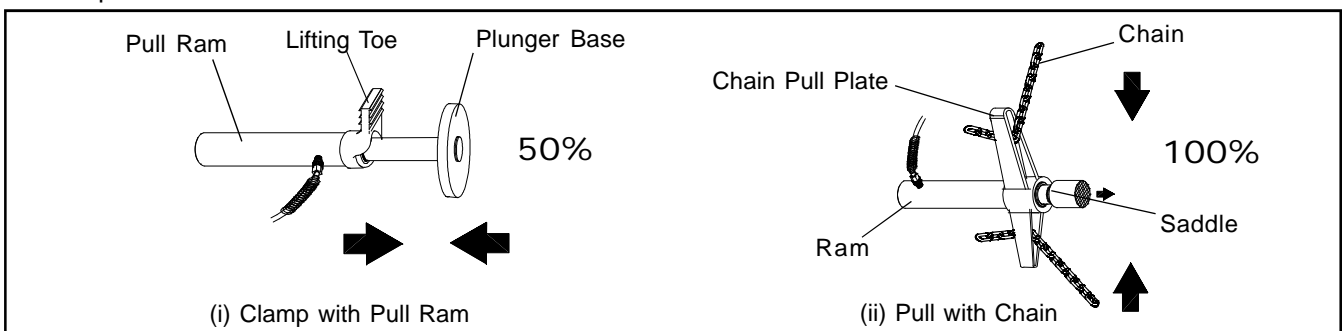 Pull Ram
Lifting Toe
Plunger Base
50%
(i) Clamp with Pull Ram
Chain
Chain Pull Plate
100%
Saddle
Ram
(ii) Pull with Chain